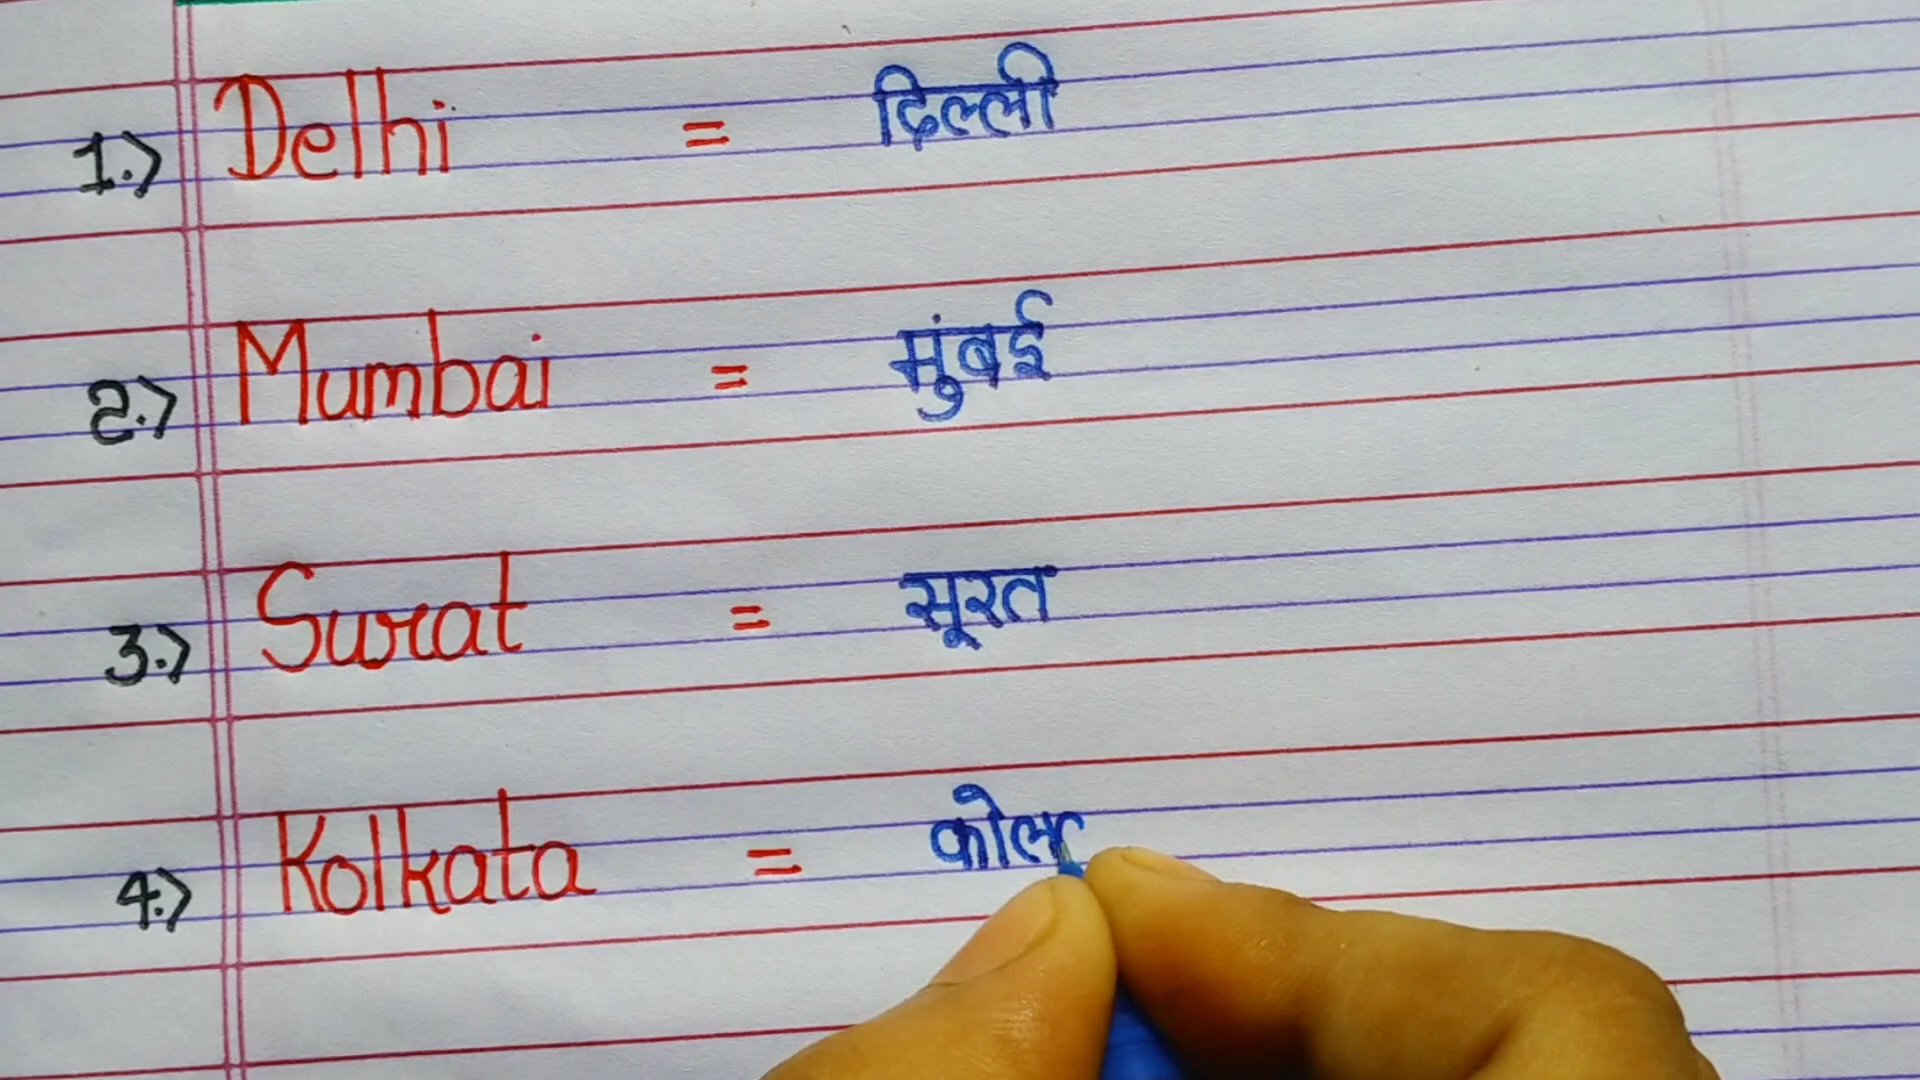 1.) Delhi = दिल्ली
2.) Mumbai = मुंबई
3.) Surat = सूरत
4.) Kolkata =